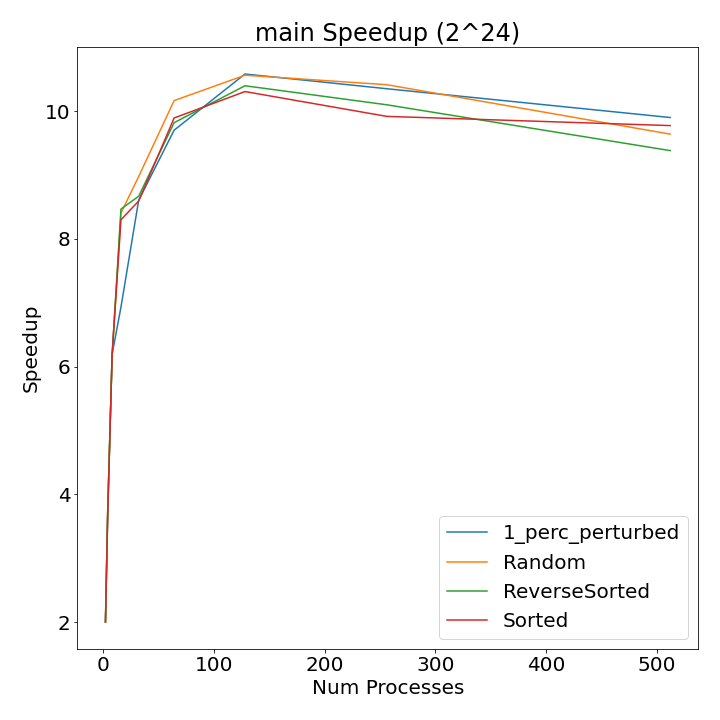 main Speedup (2^24)
10
8
6
4
2
Speedup
0
100
200
300
400
500
Num Processes
1_perc_perturbed
Random
ReverseSorted
Sorted